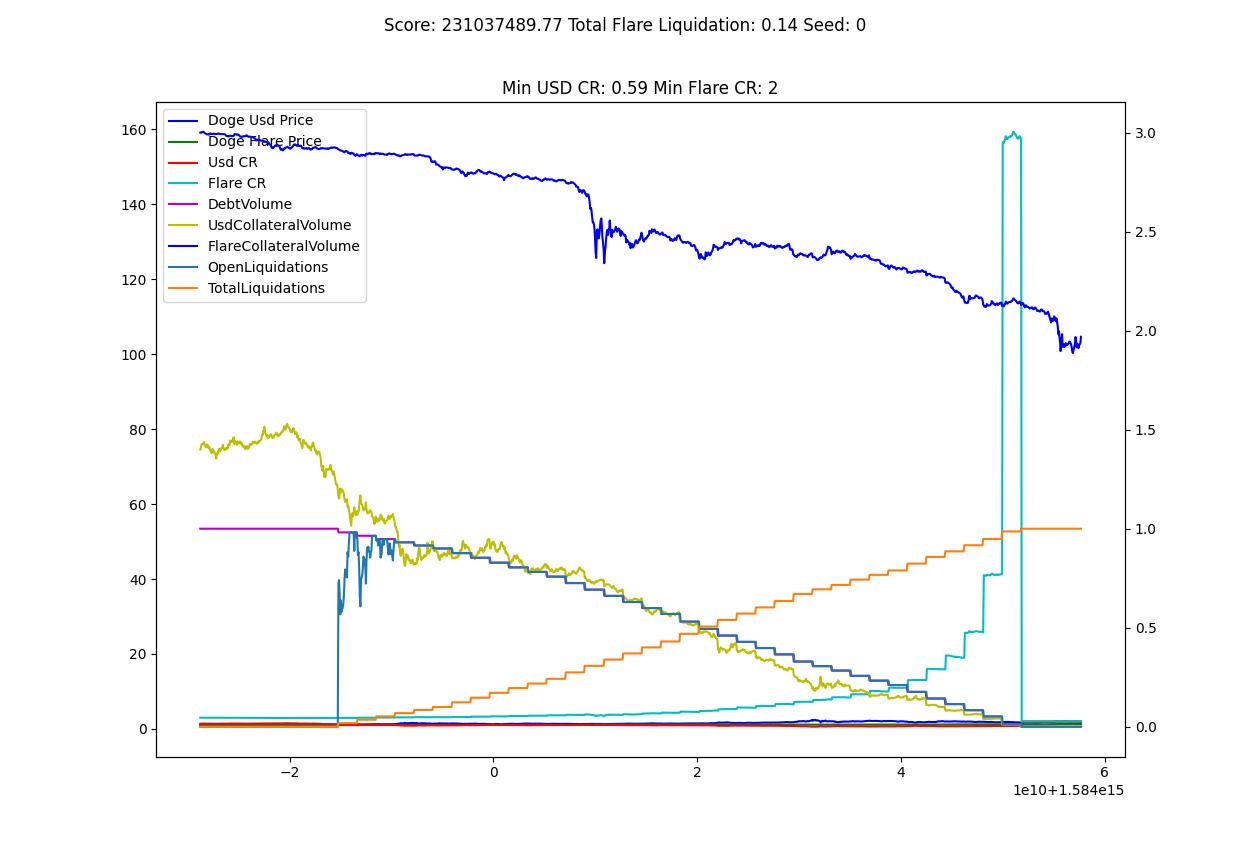 Score: 231037489.77 Total Flare Liquidation: 0.14 Seed: 0
Min USD CR: 0.59 Min Flare CR: 2
Doge Usd Price
Doge Flare Price
Usd CR
Flare CR
DebtVolume
UsdCollateralVolume
FlareCollateralVolume
OpenLiquidations
TotalLiquidations
160
140
120
100
80
60
40
20
0
3.0
2.5
2.0
1.5
1.0
0.5
0.0
−2
0
2
4
6
1e10+1.584e15